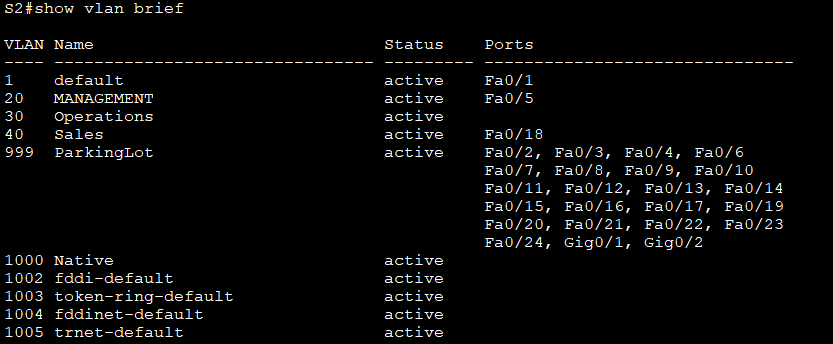 S2#show vlan brief
VLAN Name                             Status    Ports
---- -------------------------------- --------- -------------------------------
1    default                          active    Fa0/1
20   MANAGEMENT                       active    Fa0/5
30   Operations                       active
40   Sales                            active    Fa0/18
999  ParkingLot                       active    Fa0/2, Fa0/3, Fa0/4, Fa0/6
                                                Fa0/7, Fa0/8, Fa0/9, Fa0/10
                                                Fa0/11, Fa0/12, Fa0/13, Fa0/14
                                                Fa0/15, Fa0/16, Fa0/17, Fa0/19
                                                Fa0/20, Fa0/21, Fa0/22, Fa0/23
                                                Fa0/24, Gig0/1, Gig0/2
1000 Native                           active
1002 fddi-default                     active
1003 token-ring-default               active
1004 fddinet-default                  active
1005 trnet-default                    active